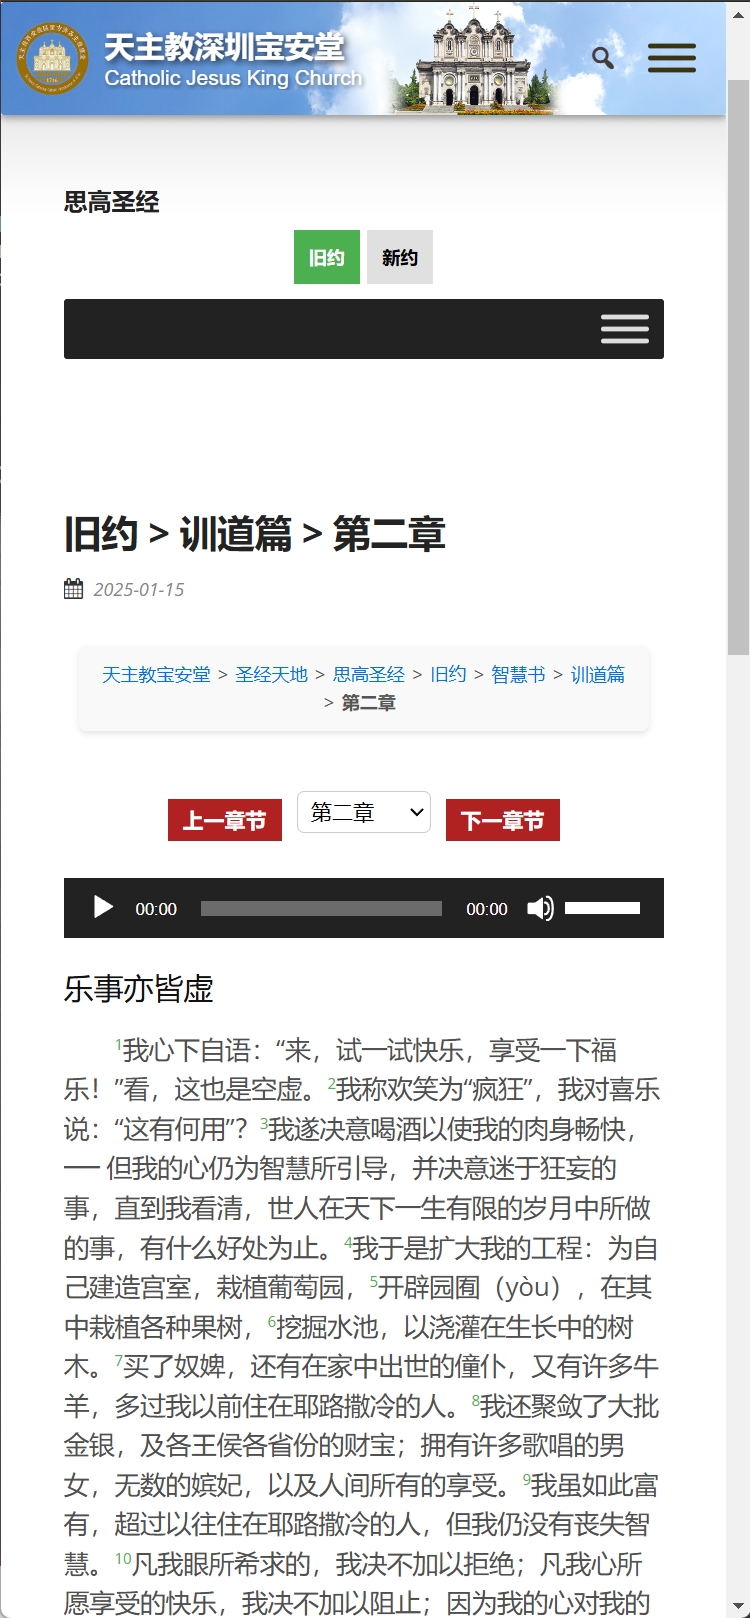 天主教深圳宝安堂
Catholic Jesus King Church
思高圣经
旧约 新约
旧约 > 训道篇 > 第二章
2025-01-15
天主教宝安堂 > 圣经天地 > 思高圣经 > 旧约 > 智慧书 > 训道篇
> 第二章
上一章节 第二章 下一章节
00:00 00:00
乐事亦皆虚
1我心下自语：“来，试一试快乐，享受一下福
乐！”看，这也是空虚。2我称欢笑为“疯狂”，我对喜乐
说：“这有何用”？3我遂决意喝酒以使我的肉身畅快，
── 但我的心仍为智慧所引导，并决意迷于狂妄的
事，直到我看清，世人在天下一生有限的岁月中所做
的事，有什么好处为止。4我于是扩大我的工程：为自
己建造宫室，栽植葡萄园，5开辟园囿（yòu），在其
中栽植各种果树，6挖掘水池，以浇灌在生长中的树
木。7买了奴婢，还有在家中出世的僮仆，又有许多牛
羊，多过我以前住在耶路撒冷的人。8我还聚敛了大批
金银，及各王侯各省份的财宝；拥有许多歌唱的男
女，无数的嫔妃，以及人间所有的享受。9我虽如此富
有，超过以往住在耶路撒冷的人，但我仍没有丧失智
慧。10凡我眼所希求的，我决不加以拒绝；凡我心所
愿享受的快乐，我决不加以阻止；因为我的心对我的